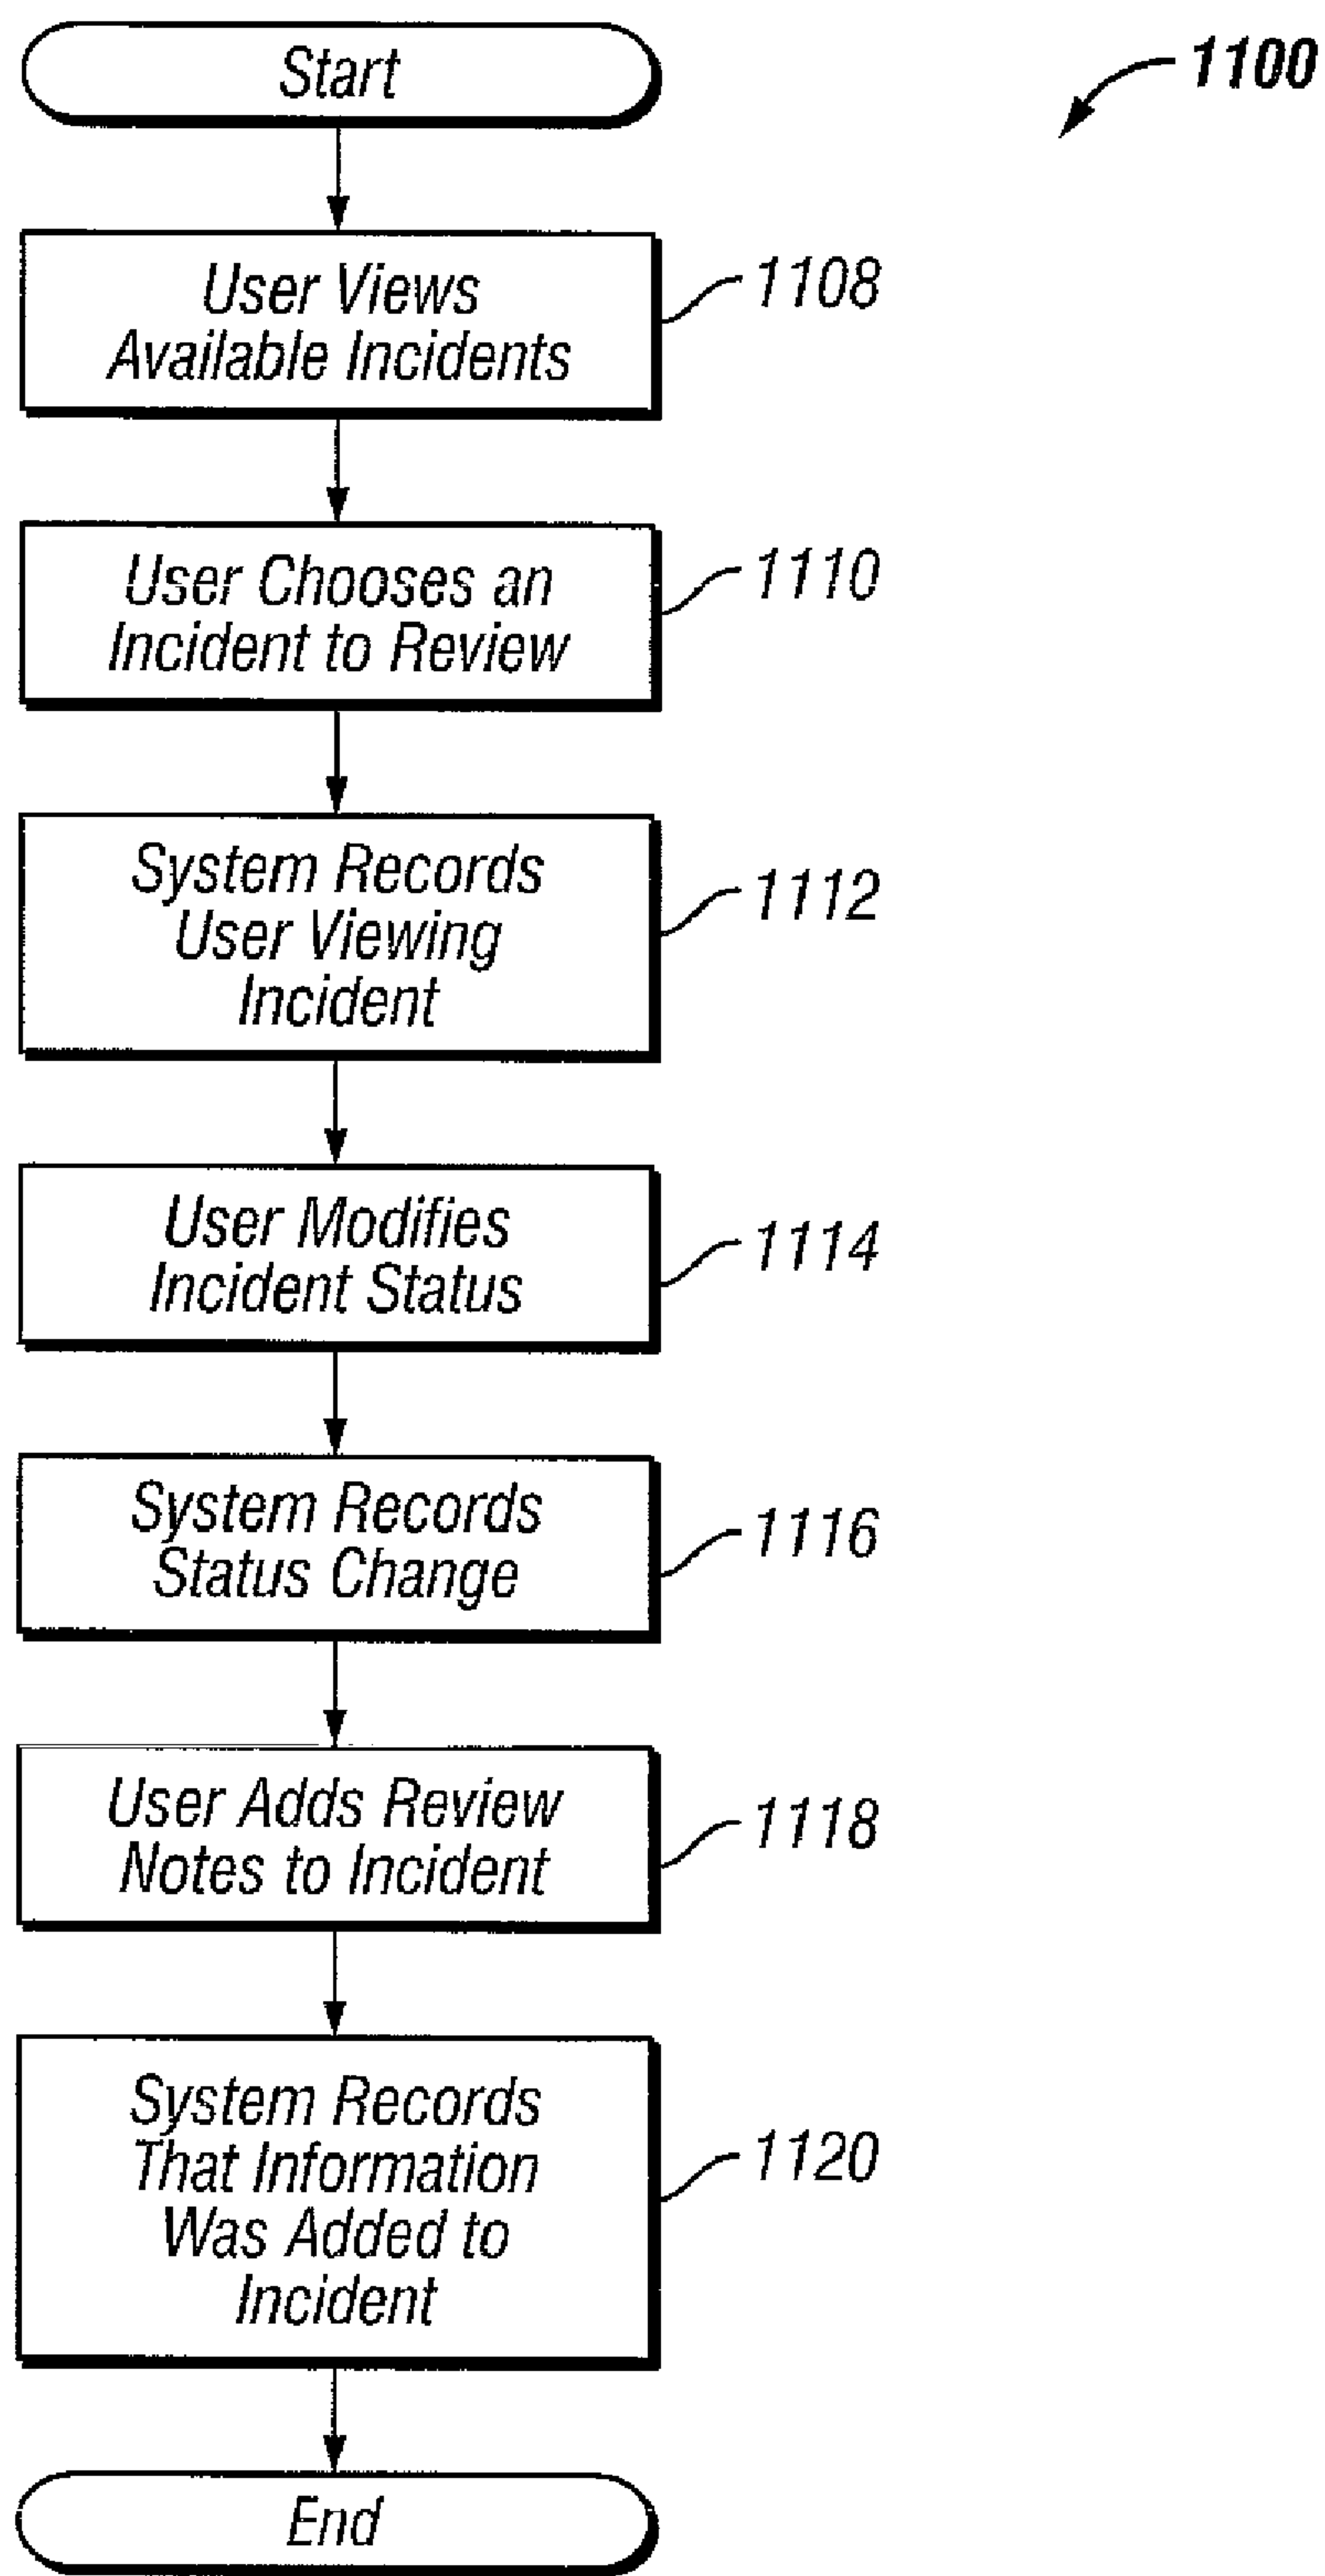 Start
1100
User Views
Available Incidents
1108
User Chooses an
Incident to Review
1110
System Records
User Viewing
Incident
1112
User Modifies
Incident Status
1114
System Records
Status Change
1116
User Adds Review
Notes to Incident
1118
System Records
That Information
Was Added to
Incident
1120
End